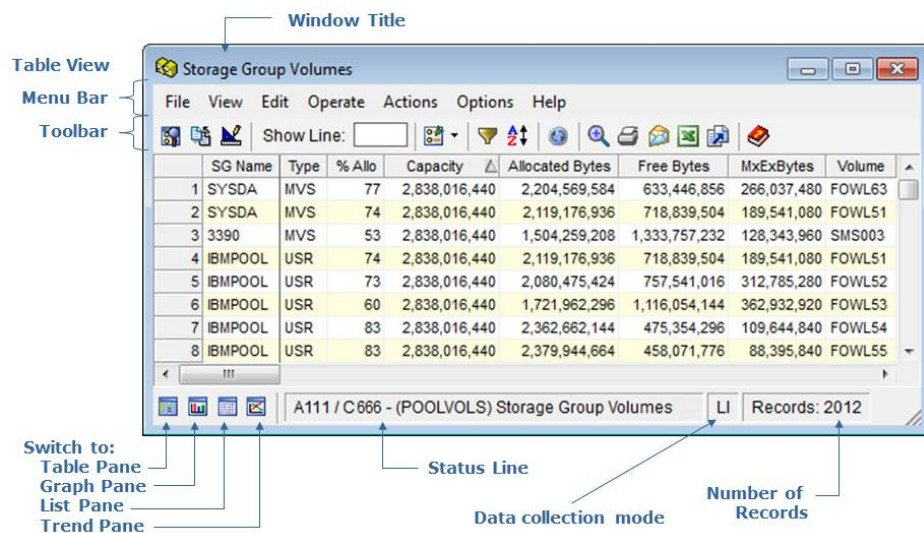 Window Title
Table View
Storage Group Volumes
Menu Bar
File View Edit Operate Actions Options Help
Toolbar
Show Line:
SG Name Type % Allo Capacity Allocated Bytes Free Bytes MxExBytes Volume
1 SYSDA MVS 77 2,838,016,440 2,204,569,584 633,446,856 266,037,480 FOWL63
2 SYSDA MVS 74 2,838,016,440 2,119,176,936 718,839,504 189,541,080 FOWL51
3 3390 MVS 53 2,838,016,440 1,504,259,208 1,333,757,232 128,343,960 SMS003
4 IBMPOOL USR 74 2,838,016,440 2,119,176,936 718,839,504 189,541,080 FOWL51
5 IBMPOOL USR 73 2,838,016,440 2,080,475,424 757,541,016 312,785,280 FOWL52
6 IBMPOOL USR 60 2,838,016,440 1,721,962,296 1,116,054,144 362,932,920 FOWL53
7 IBMPOOL USR 83 2,838,016,440 2,362,662,144 475,354,296 109,644,840 FOWL54
8 IBMPOOL USR 83 2,838,016,440 2,379,944,664 458,071,776 88,395,840 FOWL55
A111 / C666 - (POOLVOLS) Storage Group Volumes LI Records: 2012
Switch to:
Table Pane
Graph Pane
List Pane
Trend Pane
Status Line
Data collection mode
Number of
Records